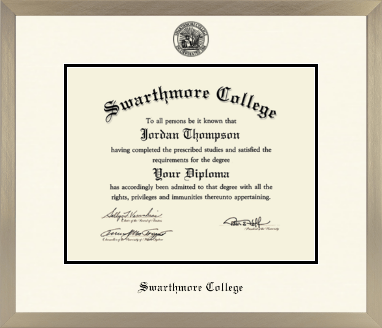 Swarthmore College
To all persons be it known that
Jordan Thompson
having completed the prescribed studies and satisfied the
requirements for the degree
Your Diploma
has accordingly been admitted to that degree with all the
rights, privileges and immunities thereunto appertaining.
Swarthmore College